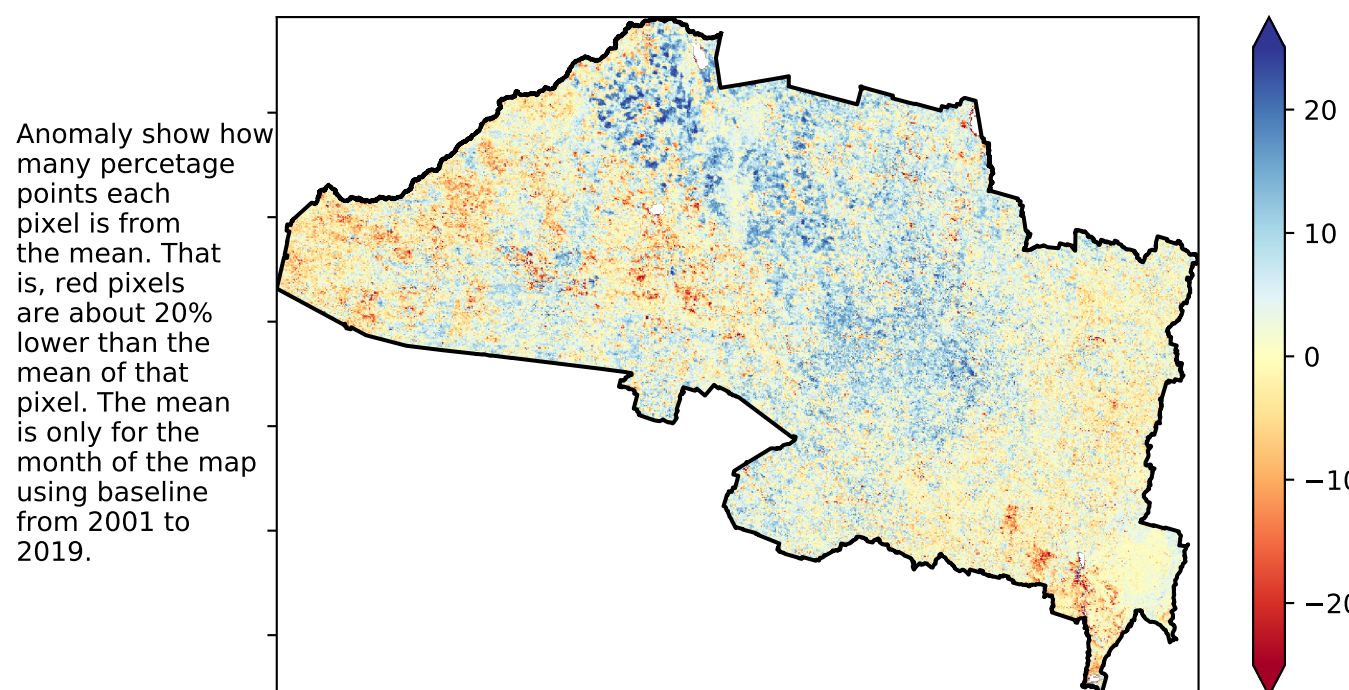 Anomaly show how
many percetage
points each
pixel is from
the mean. That
is, red pixels
are about 20%
lower than the
mean of that
pixel. The mean
is only for the
month of the map
using baseline
from 2001 to
2019.
20
10
0
−10
−20